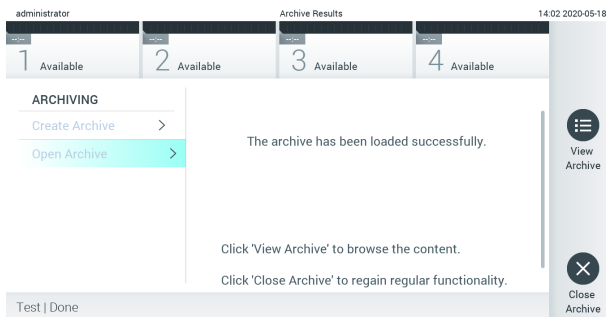 administrator Archive Results 14:02 2020-05-18
--:-- --:-- --:-- --:--
1 Available 2 Available 3 Available 4 Available
ARCHIVING
Create Archive
Open Archive
The archive has been loaded successfully.
Click 'View Archive' to browse the content.
Click 'Close Archive' to regain regular functionality.
View
Archive
Close
Archive
Test | Done